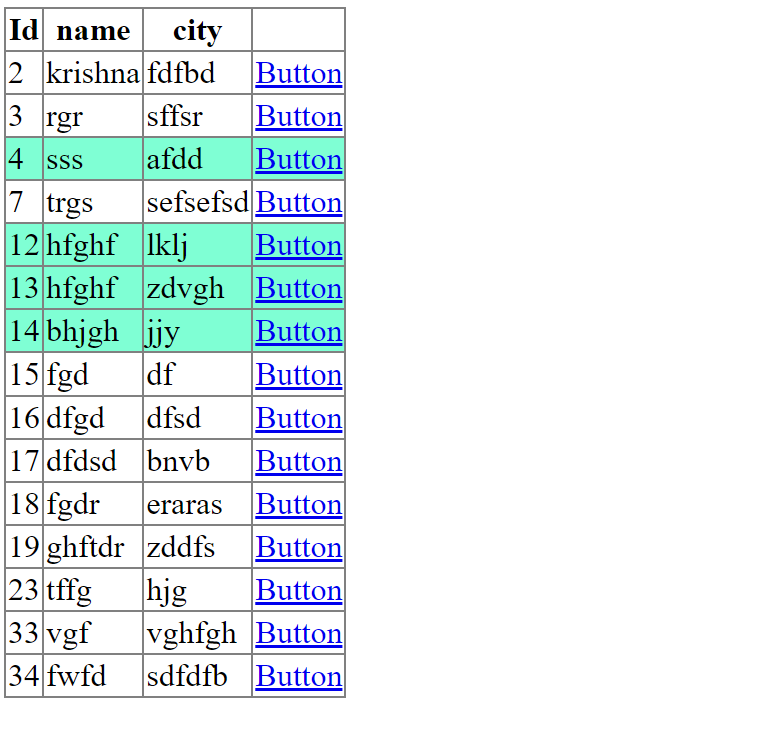 Id name city
2 krishna fdfbd Button
3 rgr sffsr Button
4 sss afdd Button
7 trgs sefsefsd Button
12 hfghf lklj Button
13 hfghf zdvgh Button
14 bhjgh jjy Button
15 fgd df Button
16 dfgd dfsd Button
17 dfdsd bnvb Button
18 fgdr eraras Button
19 ghftdr zddfs Button
23 tffg hjg Button
33 vgf vghfgh Button
34 fwfd sdfdfb Button